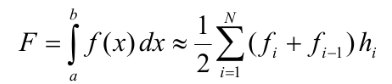 F = ∫_a^b f(x) dx ≈ 1/2 ∑_{i=1}^N (f_i + f_{i−1}) h_i